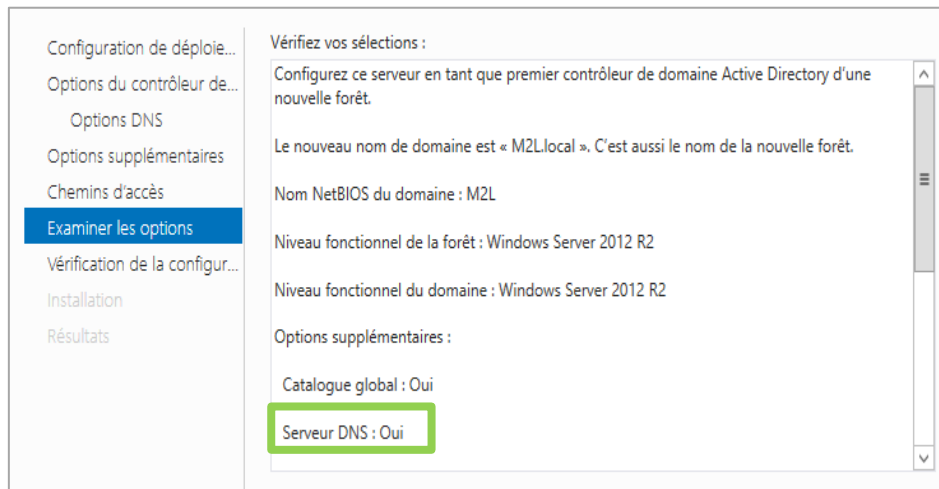 Configuration de déploie...
Options du contrôleur de...
Options DNS
Options supplémentaires
Chemins d'accès
Examiner les options
Vérification de la configur...
Installation
Résultats
Vérifiez vos sélections :
Configurez ce serveur en tant que premier contrôleur de domaine Active Directory d'une
nouvelle forêt.
Le nouveau nom de domaine est « M2L.local ». C'est aussi le nom de la nouvelle forêt.
Nom NetBIOS du domaine : M2L
Niveau fonctionnel de la forêt : Windows Server 2012 R2
Niveau fonctionnel du domaine : Windows Server 2012 R2
Options supplémentaires :
Catalogue global : Oui
Serveur DNS : Oui